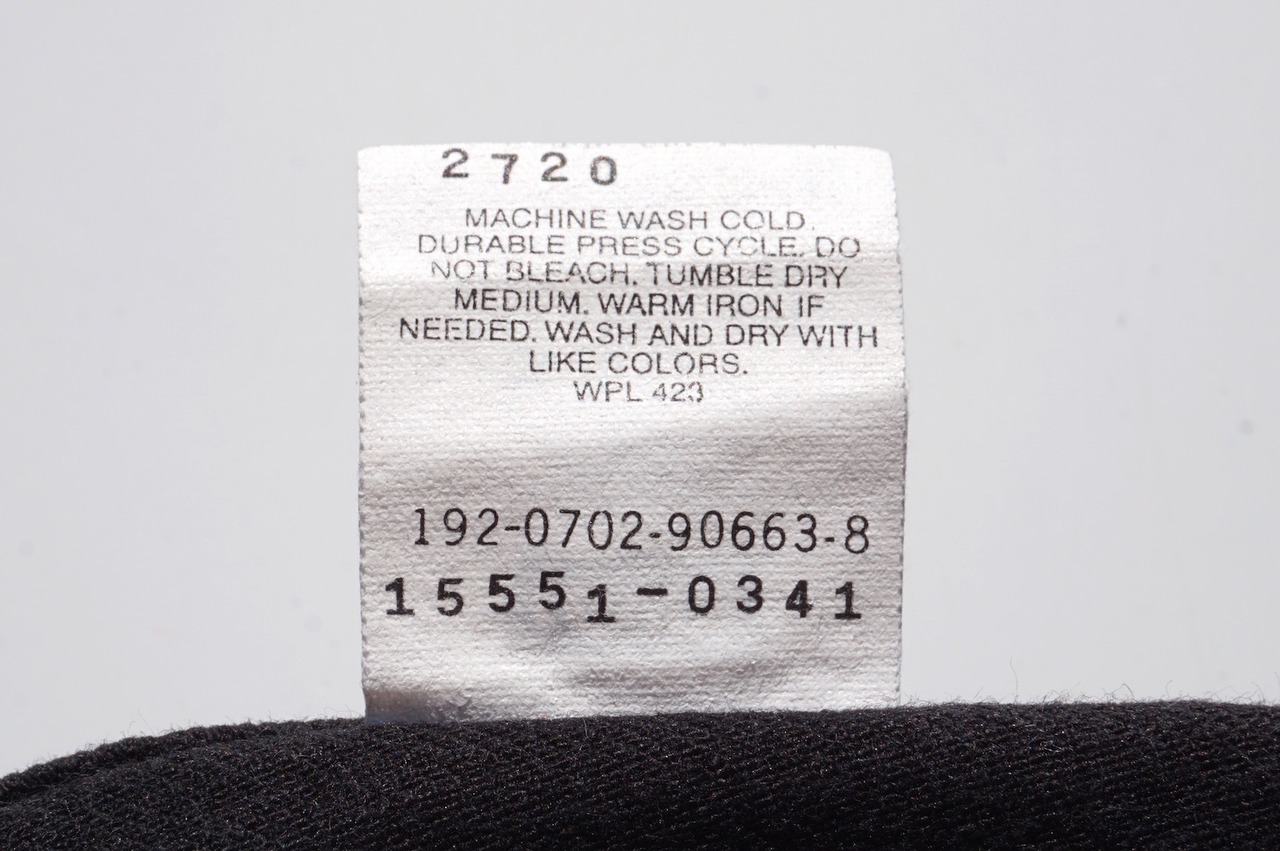 2720
MACHINE WASH COLD.
DURABLE PRESS CYCLE. DO
NOT BLEACH. TUMBLE DRY
MEDIUM. WARM IRON IF
NEEDED. WASH AND DRY WITH
LIKE COLORS.
WPL 423
192-0702-90663-8
15551-0341